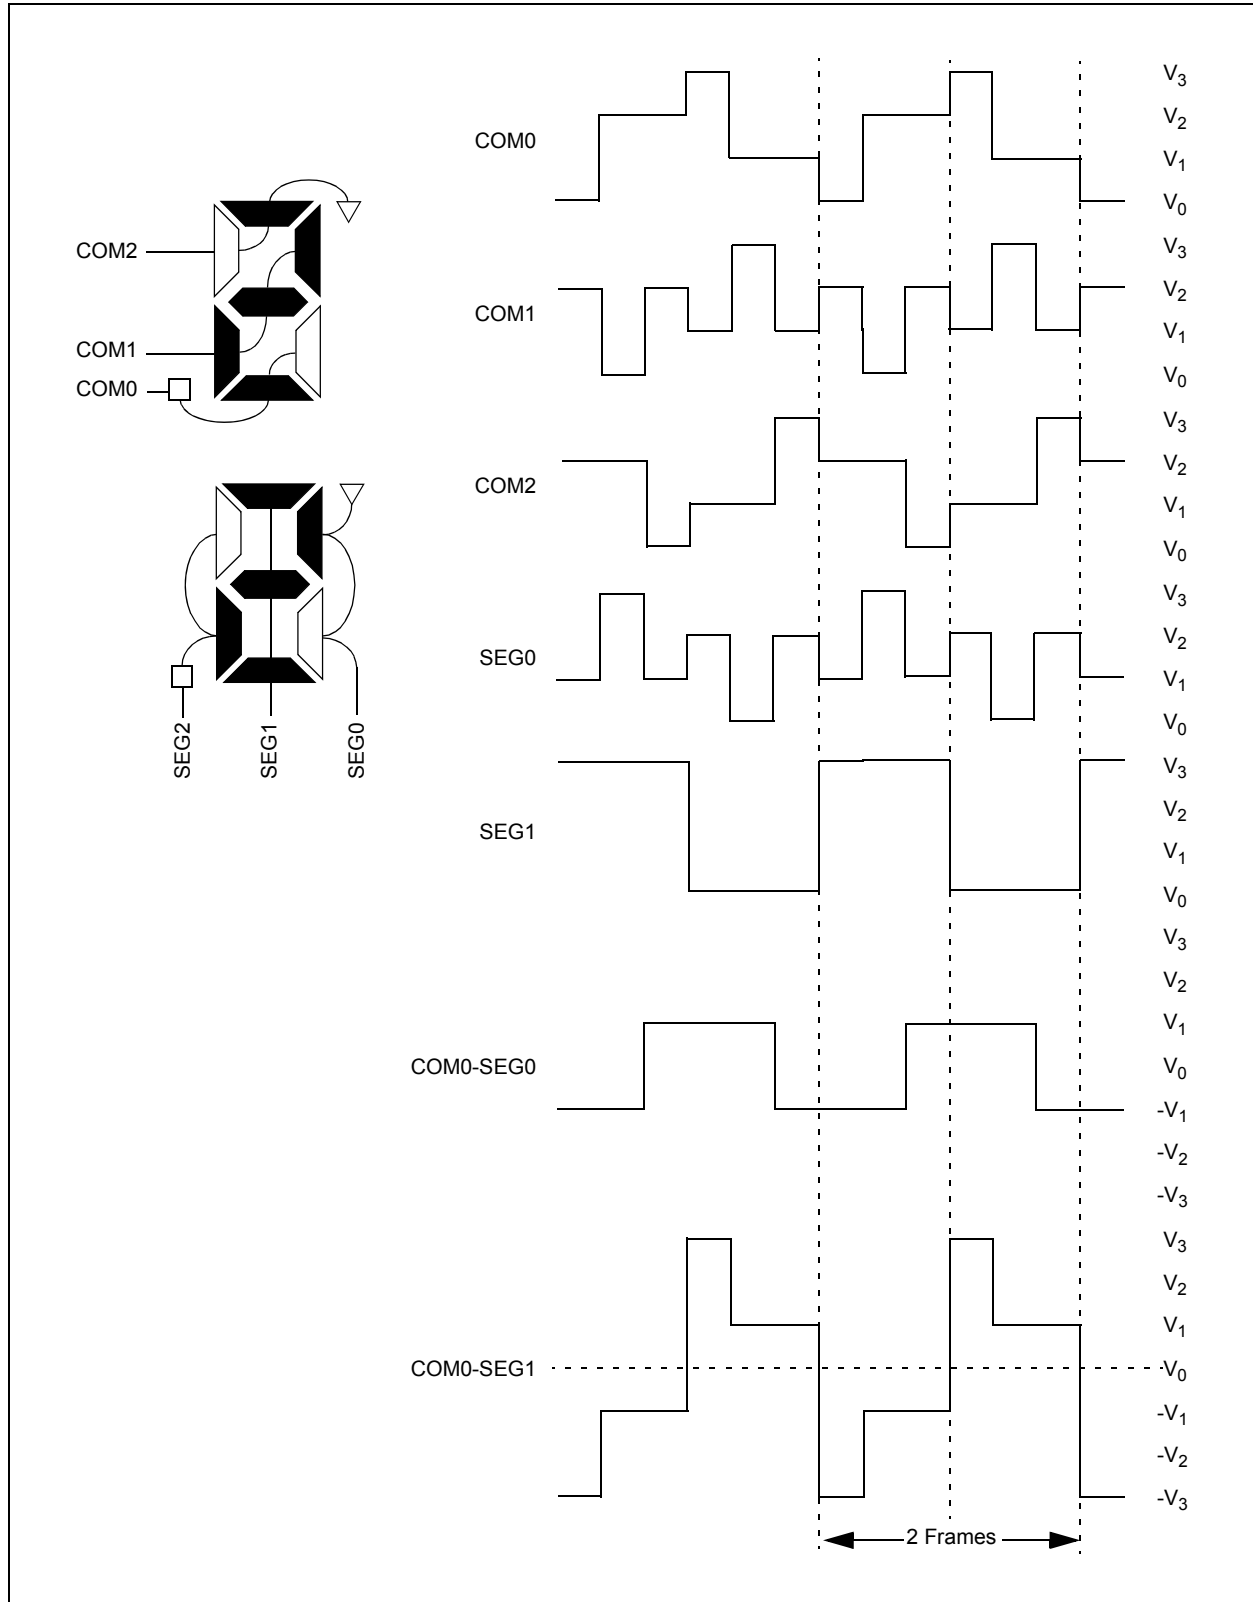 COM2
COM1
COM0
SEG2
SEG1
SEG0
COM0
V3
V2
V1
V0
COM1
V3
V2
V1
V0
COM2
V3
V2
V1
V0
SEG0
V3
V2
V1
V0
SEG1
V3
V2
V1
V0
COM0-SEG0
V3
V2
V1
V0
-V1
-V2
-V3
COM0-SEG1
V3
V2
V1
V0
-V1
-V2
-V3
2 Frames